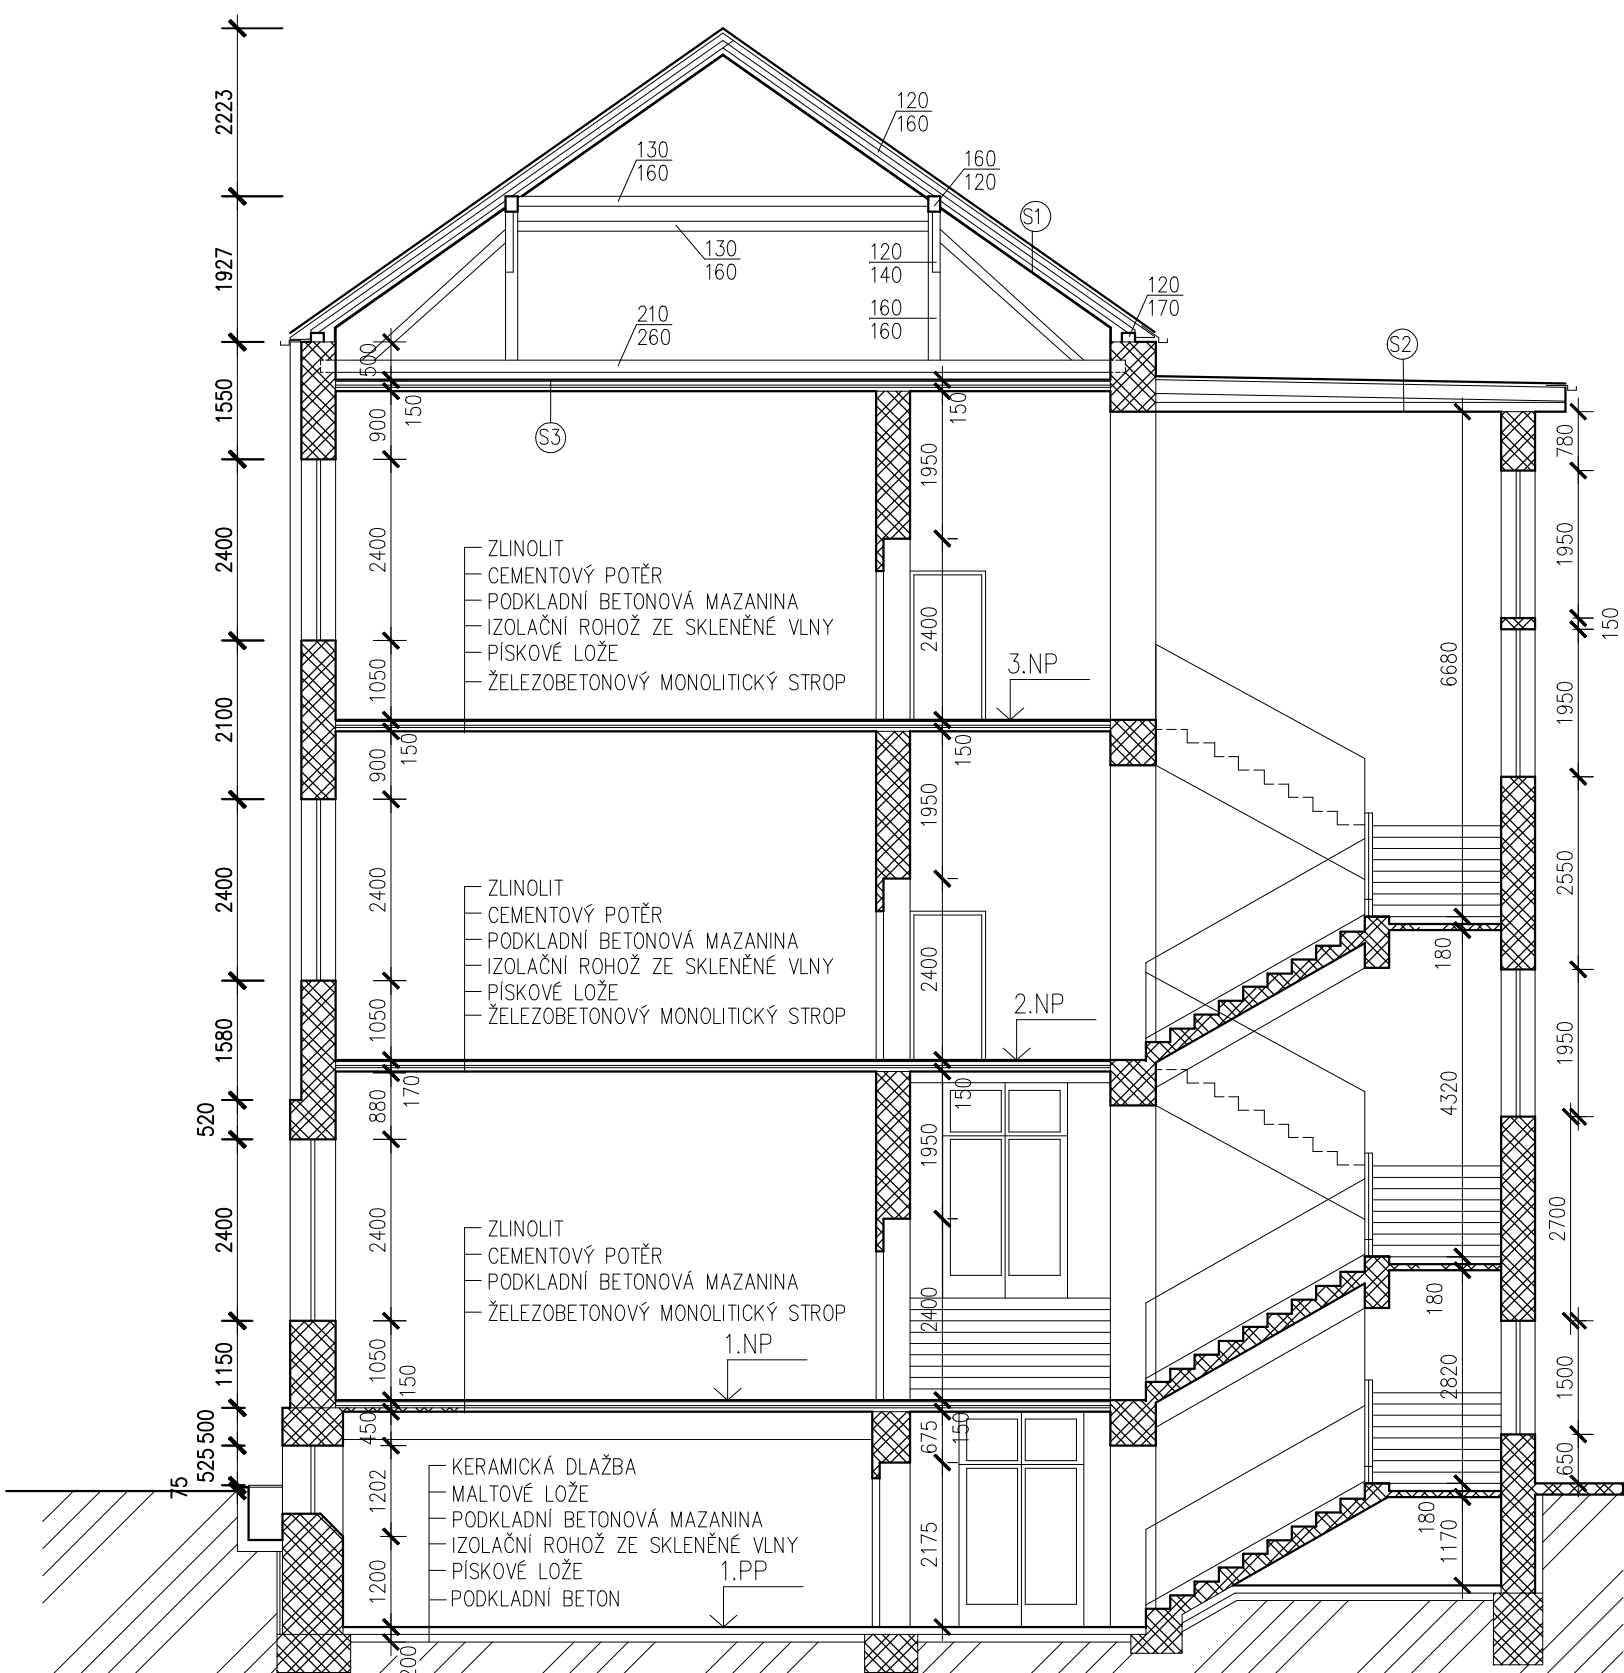 2223
1927
1550
2400
2100
2400
1580
520
2400
1150
500
525
75
120
160
130
160
160
120
S1
130
160
120
140
120
170
160
160
210
260
S2
S3
500
150
900
2400
1050
150
900
2400
1050
170
880
2400
1050
150
450
1202
1200
200
150
1950
2400
150
1950
2400
150
1950
2400
150
675
2175
ZLINOLIT
CEMENTOVÝ POTĚR
PODKLADNÍ BETONOVÁ MAZANINA
IZOLAČNÍ ROHOŽ ZE SKLENĚNÉ VLNY
PÍSKOVÉ LOŽE
ŽELEZOBETONOVÝ MONOLITICKÝ STROP
3.NP
ZLINOLIT
CEMENTOVÝ POTĚR
PODKLADNÍ BETONOVÁ MAZANINA
IZOLAČNÍ ROHOŽ ZE SKLENĚNÉ VLNY
PÍSKOVÉ LOŽE
ŽELEZOBETONOVÝ MONOLITICKÝ STROP
2.NP
ZLINOLIT
CEMENTOVÝ POTĚR
PODKLADNÍ BETONOVÁ MAZANINA
ŽELEZOBETONOVÝ MONOLITICKÝ STROP
1.NP
KERAMICKÁ DLAŽBA
MALTOVÉ LOŽE
PODKLADNÍ BETONOVÁ MAZANINA
IZOLAČNÍ ROHOŽ ZE SKLENĚNÉ VLNY
PÍSKOVÉ LOŽE
PODKLADNÍ BETON
1.PP
6680
180
4320
180
2820
180
1170
780
1950
150
1950
2550
1950
2700
1500
650